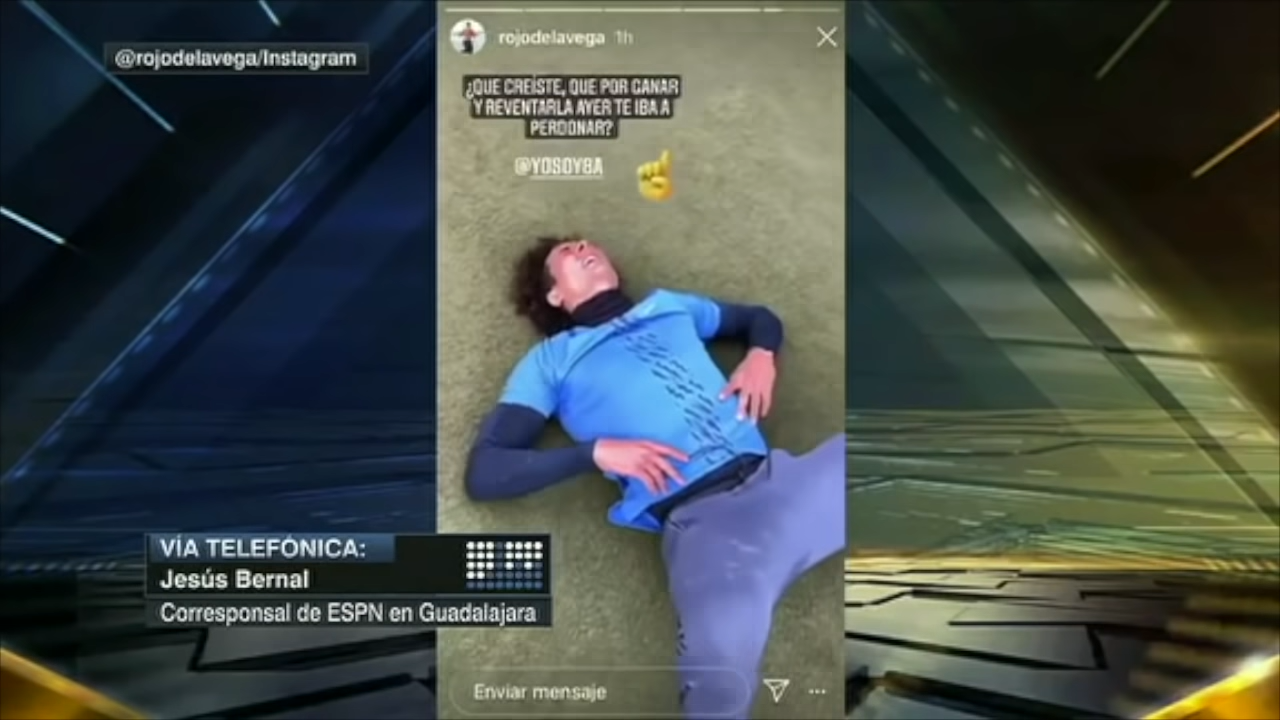 @rojodelavega/Instagram
rojodelavega 1h
¿QUE CREÍSTE, QUE POR GANAR
Y REVENTARLA AYER TE IBA A
PERDONAR?
@YOSOY8A
VÍA TELEFÓNICA:
Jesús Bernal
Corresponsal de ESPN en Guadalajara
Enviar mensaje